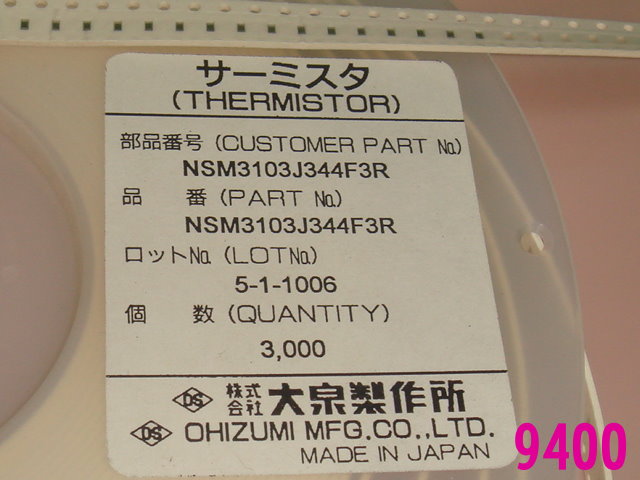 サーミスタ
(THERMISTOR)
部品番号 (CUSTOMER PART No.)
NSM3103J344F3R
品 番 (PART No.)
NSM3103J344F3R
ロットNo. (LOTNo.)
5-1-1006
個 数 (QUANTITY)
3,000
DS 株式会社 大泉製作所
DS OHIZUMI MFG.CO.,LTD.
MADE IN JAPAN
9400